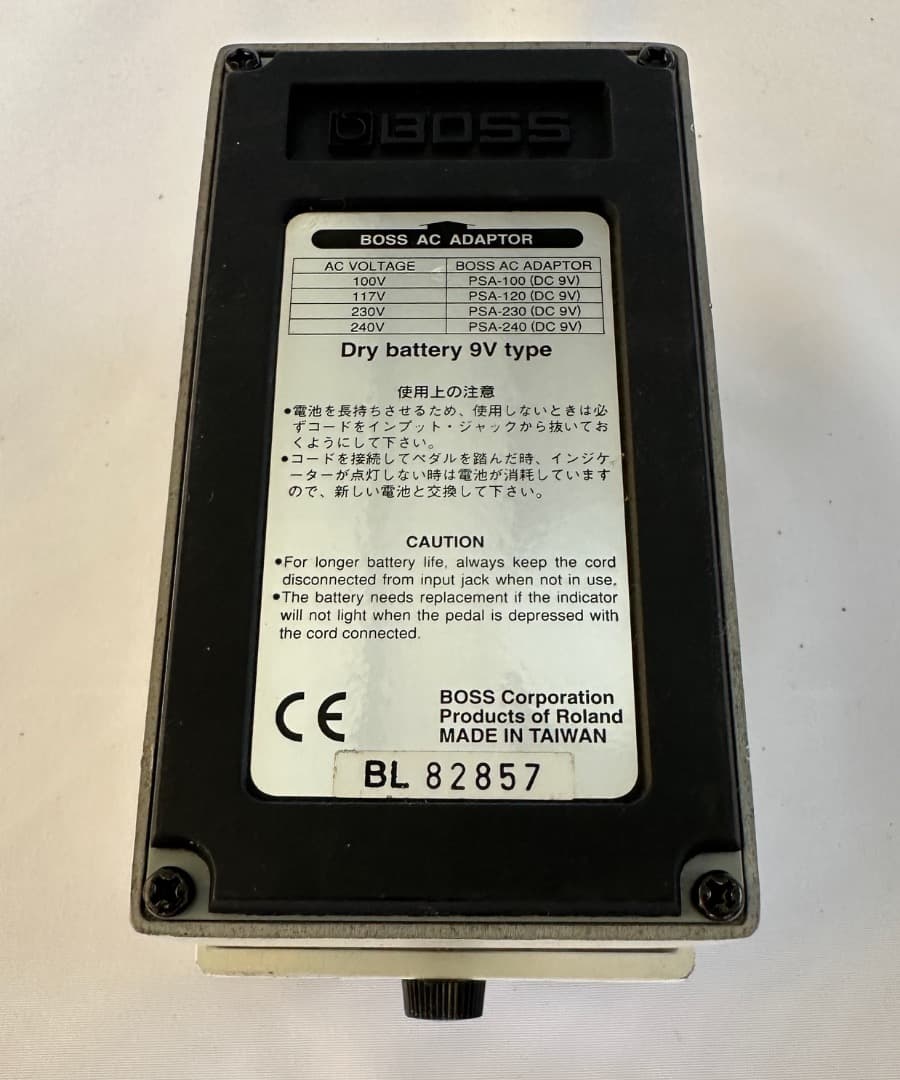 BOSS
BOSS AC ADAPTOR
AC VOLTAGE BOSS AC ADAPTOR
100V PSA-100 (DC 9V)
117V PSA-120 (DC 9V)
230V PSA-230 (DC 9V)
240V PSA-240 (DC 9V)
Dry battery 9V type
使用上の注意
●電池を長持ちさせるため、使用しないときは必
ずコードをインプット・ジャックから抜いてお
くようにして下さい。
●コードを接続してペダルを踏んだ時、インジケ
ーターが点灯しない時は電池が消耗しています
ので、新しい電池と交換して下さい。
CAUTION
●For longer battery life, always keep the cord
disconnected from input jack when not in use.
●The battery needs replacement if the indicator
will not light when the pedal is depressed with
the cord connected.
CE
BOSS Corporation
Products of Roland
MADE IN TAIWAN
BL 82857